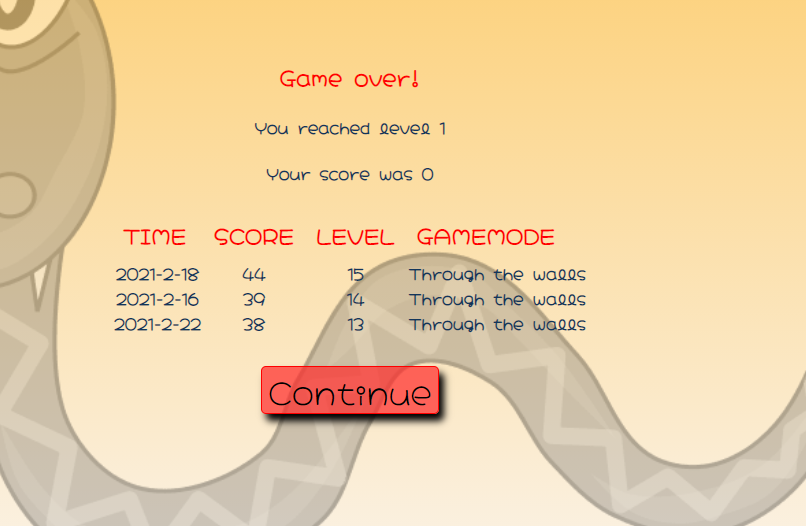 Game over!
You reached level 1
Your score was 0
TIME SCORE LEVEL GAMEMODE
2021-2-18 44 15 Through the walls
2021-2-16 39 14 Through the walls
2021-2-22 38 13 Through the walls
Continue